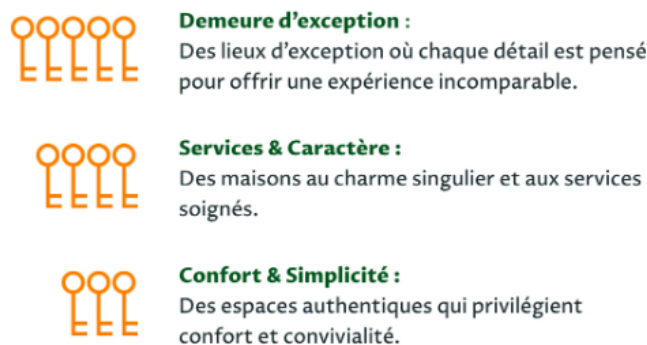 Demeure d’exception :
Des lieux d’exception où chaque détail est pensé
pour offrir une expérience incomparable.
Services & Caractère :
Des maisons au charme singulier et aux services
soignés.
Confort & Simplicité :
Des espaces authentiques qui privilégient
confort et convivialité.